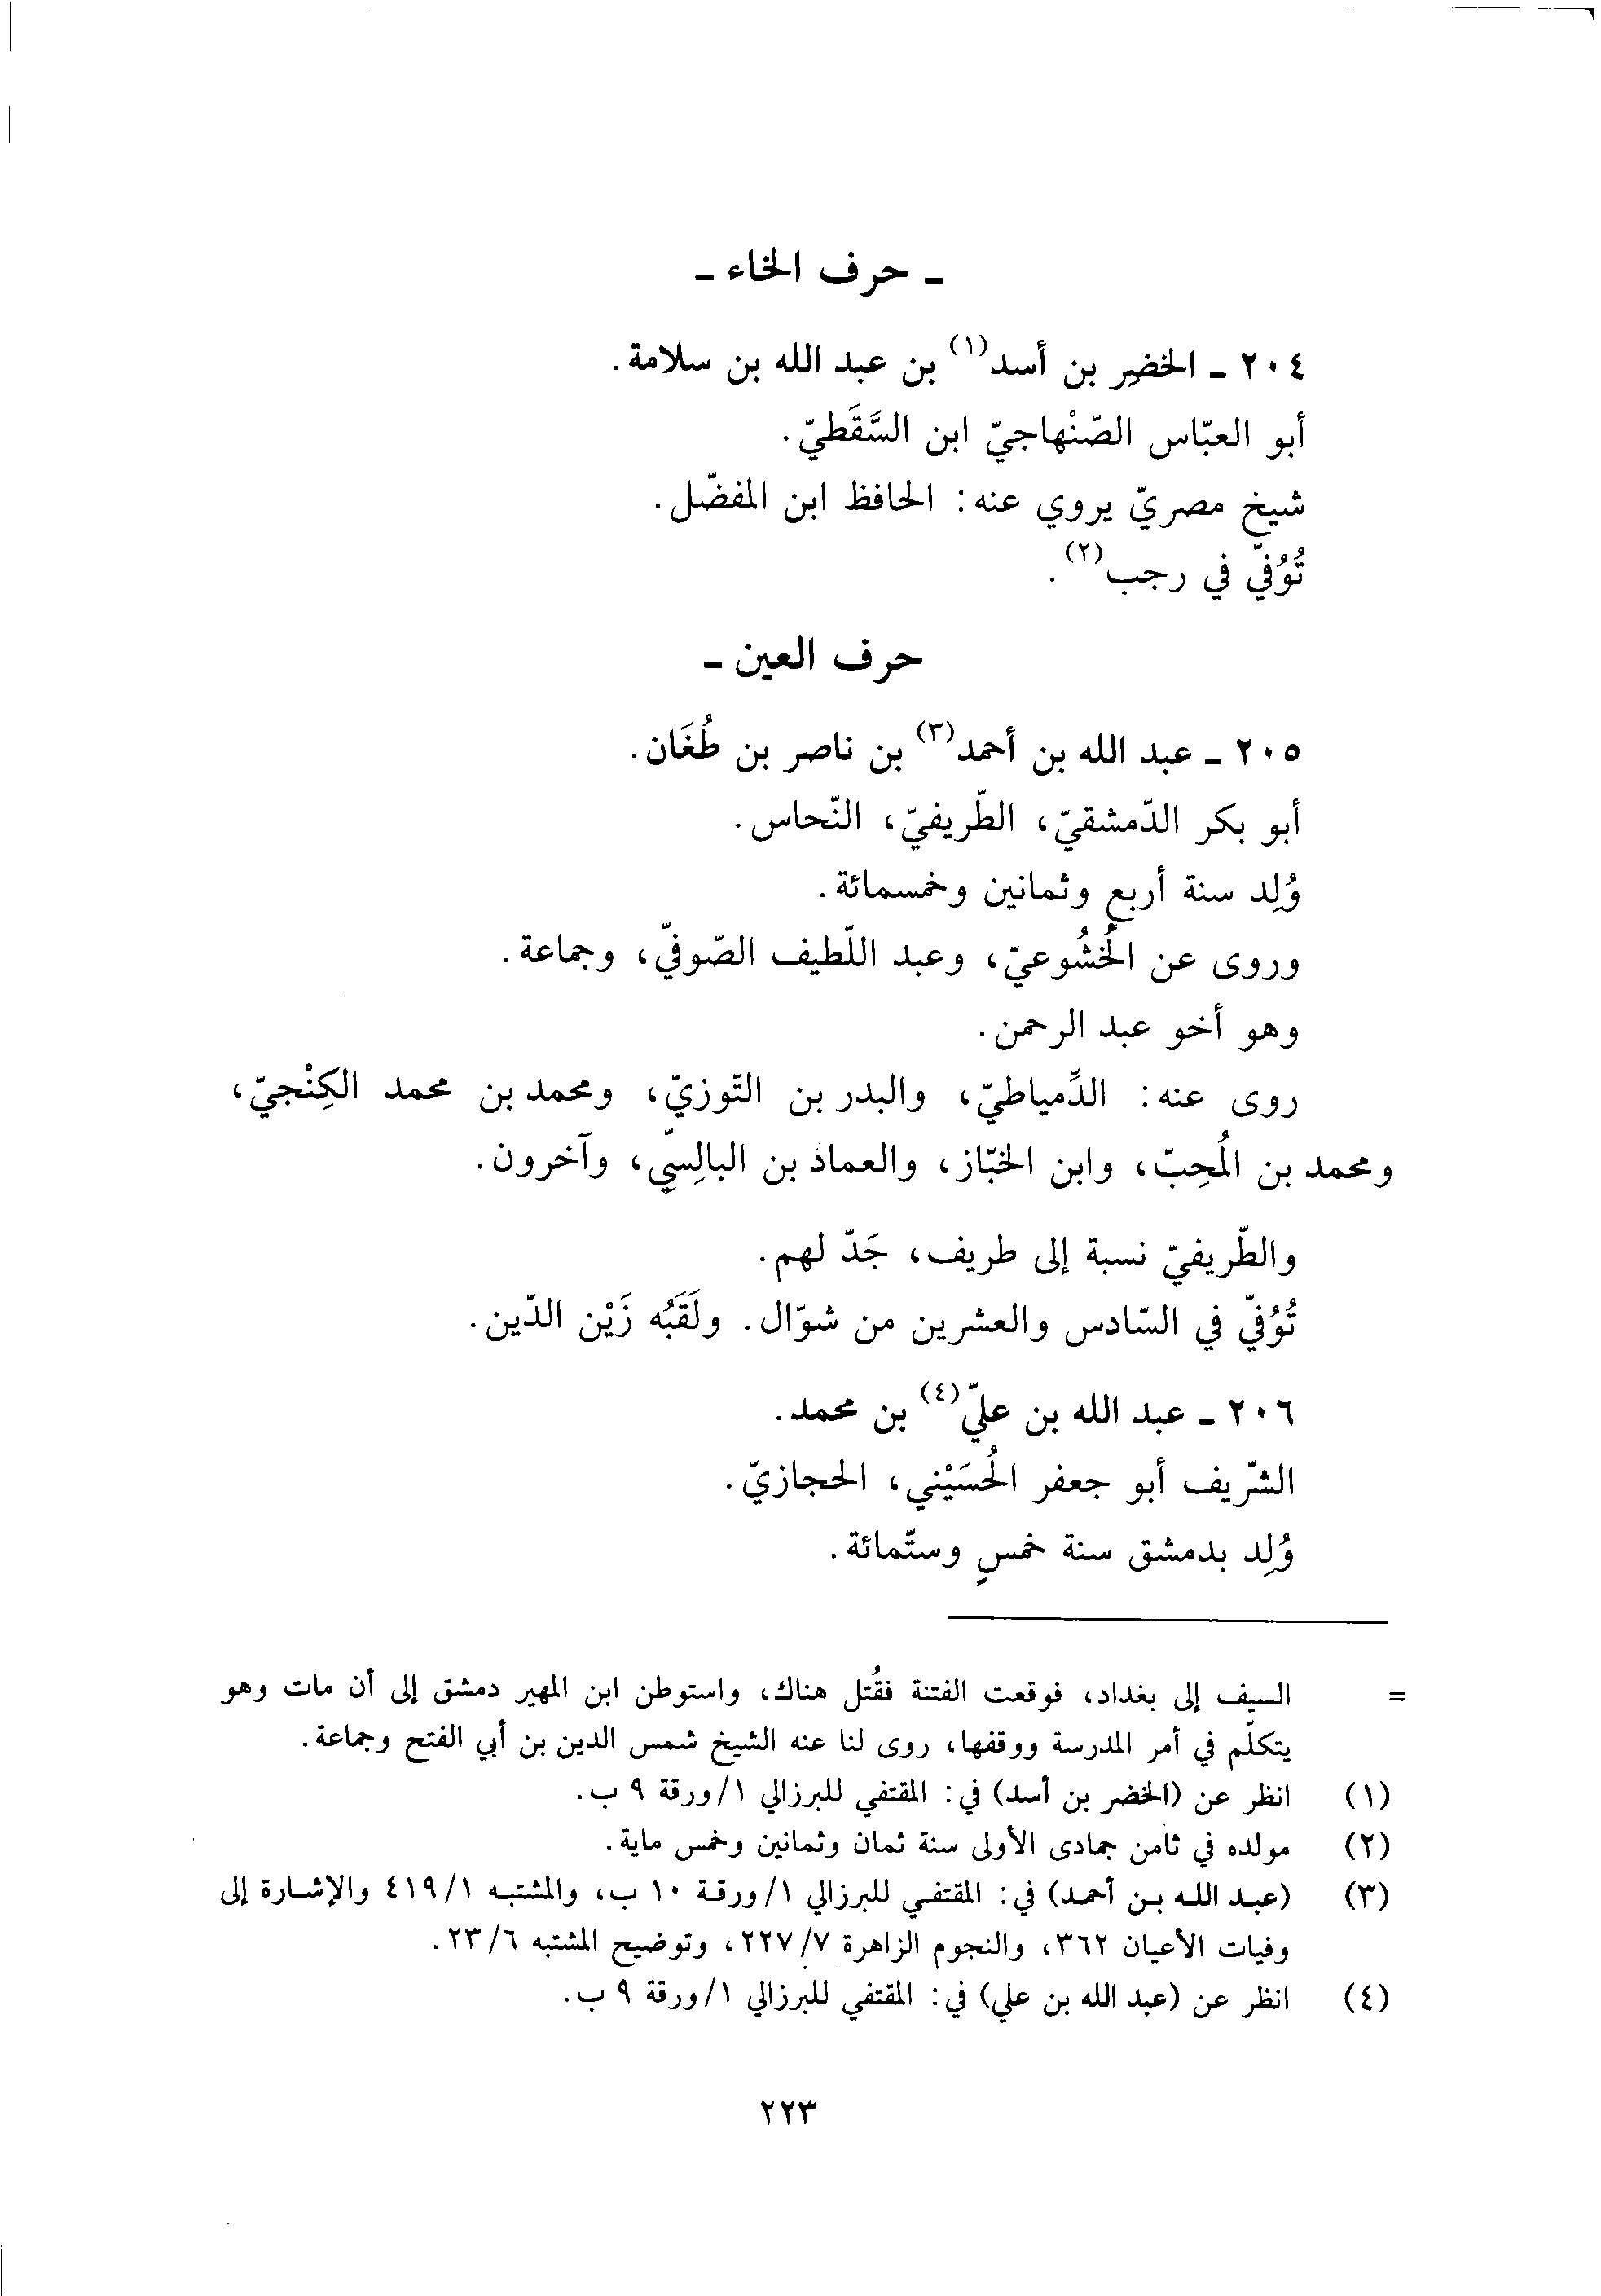 ـ حرف الخاء ـ
٢٠٤ ـ الخضِر بن أسد(١) بن عبد الله بن سلامة.
أبو العبّاس الصّنْهاجيّ ابن السَّقَطيّ.
شيخ مصريّ يروي عنه: الحافظ ابن المفضّل.
تُوُفّي في رجب(٢).
حرف العين ـ
٢٠٥ ـ عبد الله بن أحمد(٣) بن ناصر بن طُغَان.
أبو بكر الدّمشقيّ، الطّريفيّ، النّحاس.
وُلِد سنة أربعٍ وثمانين وخمسمائة.
وروى عن الخُشُوعيّ، وعبد اللّطيف الصّوفيّ، وجماعة.
وهو أخو عبد الرحمن.
روى عنه: الدِّمياطيّ، والبدر بن التّوزيّ، ومحمد بن محمد الكِنْجيّ،
ومحمد بن المُحِبّ، وابن الخبّاز، والعماد بن البالِسيّ، وآخرون.
والطّريفيّ نسبة إلى طريف، جَدّ لهم.
تُوُفّي في السّادس والعشرين من شوّال. ولَقَبُه زَيْن الدّين.
٢٠٦ ـ عبد الله بن عليّ(٤) بن محمد.
الشّريف أبو جعفر الحُسَيْني، الحجازيّ.
وُلِد بدمشق سنة خمسٍ وستّمائة.
= السيف إلى بغداد، فوقعت الفتنة فقُتل هناك، واستوطن ابن المهير دمشق إلى أن مات وهو
يتكلّم في أمر المدرسة ووقفها، روى لنا عنه الشيخ شمس الدين بن أبي الفتح وجماعة.
(١) انظر عن (الخضر بن أسد) في: المقتفي للبرزالي ١/ورقة ٩ ب.
(٢) مولده في ثامن جمادى الأولى سنة ثمان وثمانين وخمس ماية.
(٣) (عبد الله بن أحمد) في: المقتفي للبرزالي ١/ورقة ١٠ ب، والمشتبه ٤١٩/١ والإشارة إلى
وفيات الأعيان ٣٦٢، والنجوم الزاهرة ٢٢٧/٧، وتوضيح المشتبه ٢٣/٦.
(٤) انظر عن (عبد الله بن علي) في: المقتفي للبرزالي ١/ورقة ٩ ب.
٢٢٣